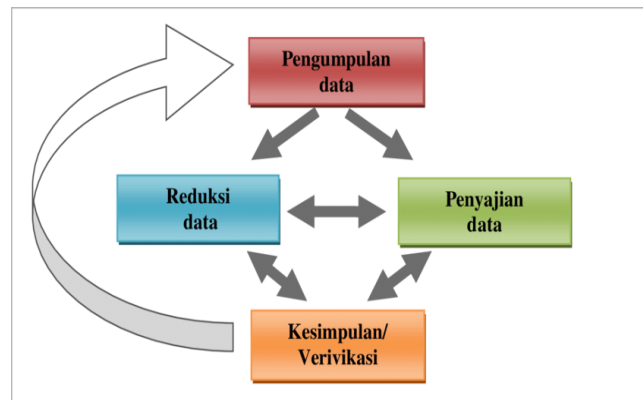 Pengumpulan
data
Reduksi
data
Penyajian
data
Kesimpulan/
Verivikasi